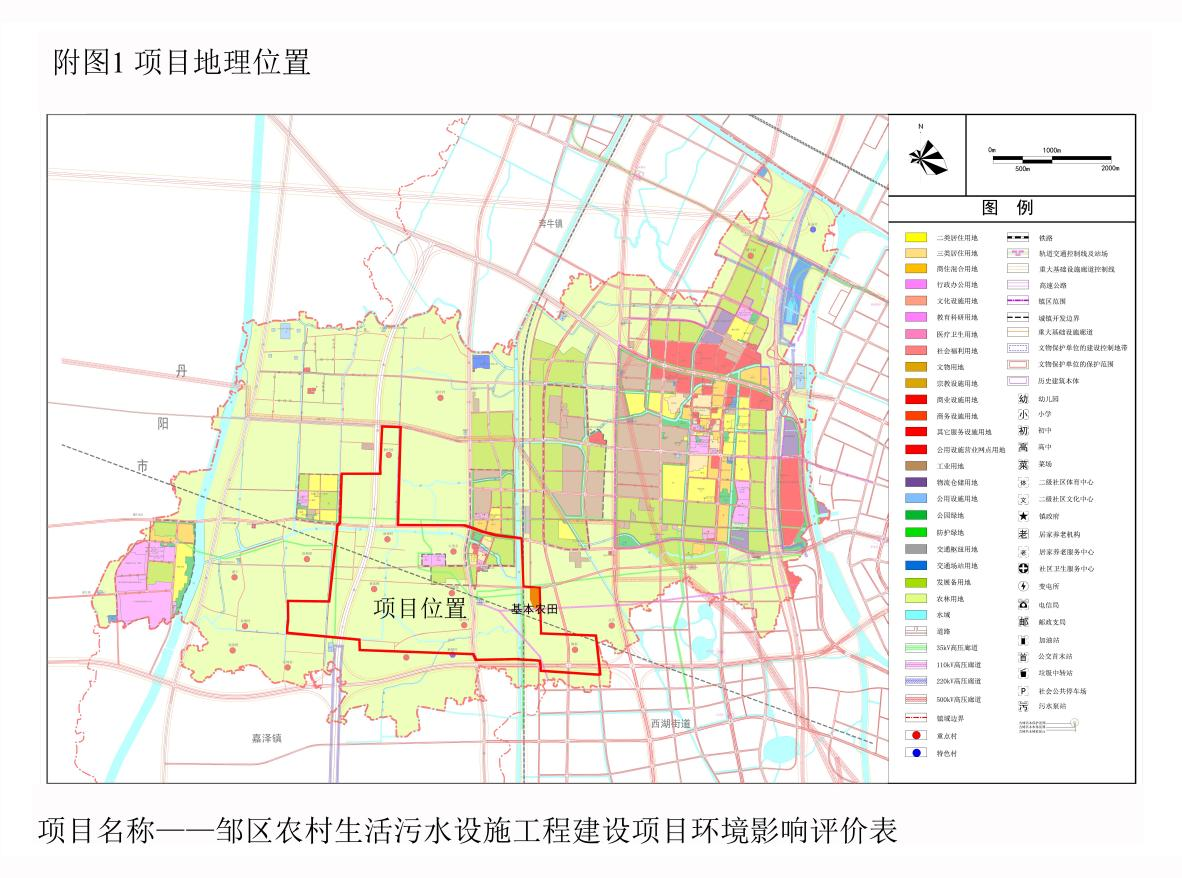 附图1 项目地理位置
N
0m
1000m
500m
2000m
图 例
二类居住用地
三类居住用地
商住混合用地
行政办公用地
文化设施用地
教育科研用地
医疗卫生用地
社会福利用地
文物用地
宗教设施用地
商业设施用地
商务设施用地
其它服务设施用地
公用设施营业网点用地
工业用地
物流仓储用地
公用设施用地
公园绿地
防护绿地
交通枢纽用地
交通场站用地
发展备用地
农林用地
水域
道路
35kV高压廊道
110kV高压廊道
220kV高压廊道
500kV高压廊道
镇域边界
重点村
特色村
铁路
轨道交通控制线及站场
重大基础设施廊道控制线
高速公路
镇区范围
城镇开发边界
重大基础设施廊道
文物保护单位的建设控制地带
文物保护单位的保护范围
历史建筑本体
幼 幼儿园
小 小学
初 初中
高 高中
菜 菜场
体 二级社区体育中心
文 二级社区文化中心
镇政府
老 居家养老机构
老 居家养老服务中心
社区卫生服务中心
变电所
电信局
邮 邮政支局
加油站
首 公交首末站
垃圾中转站
P 社会公共停车场
污 污水泵站
奔牛镇
丹
阳
市
项目位置
基本农田
西湖街道
嘉泽镇
项目名称——邹区农村生活污水设施工程建设项目环境影响评价表